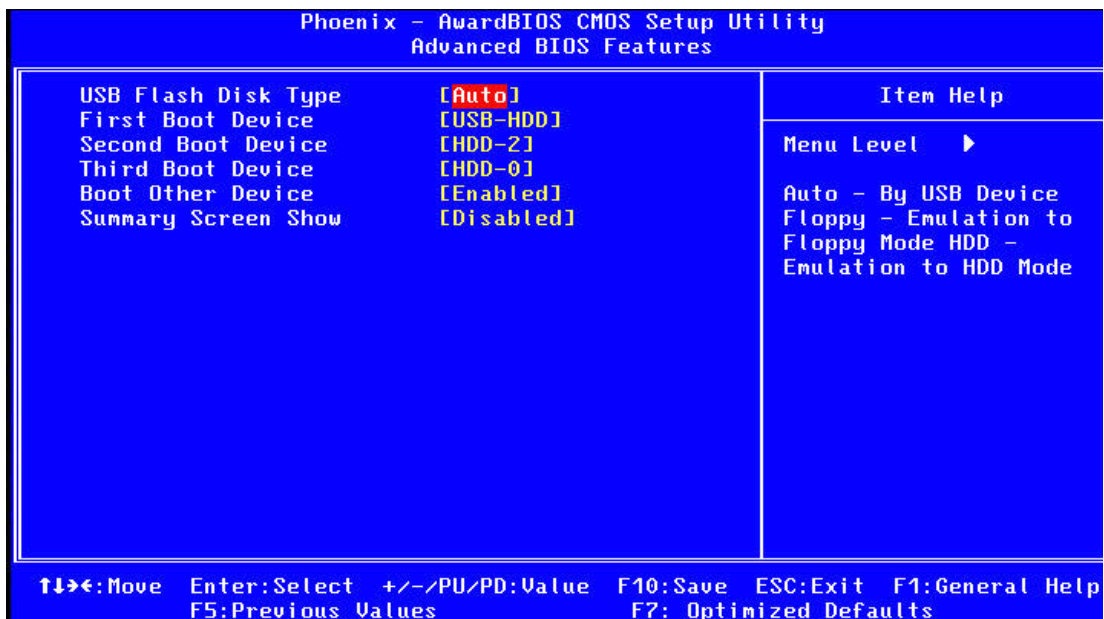 Phoenix - AwardBIOS CMOS Setup Utility
Advanced BIOS Features
USB Flash Disk Type [Auto]
First Boot Device [USB-HDD]
Second Boot Device [HDD-2]
Third Boot Device [HDD-0]
Boot Other Device [Enabled]
Summary Screen Show [Disabled]
Item Help
Menu Level ▶
Auto - By USB Device
Floppy - Emulation to
Floppy Mode HDD -
Emulation to HDD Mode
↑↓→←:Move Enter:Select +/-/PU/PD:Value F10:Save ESC:Exit F1:General Help
F5:Previous Values F7: Optimized Defaults